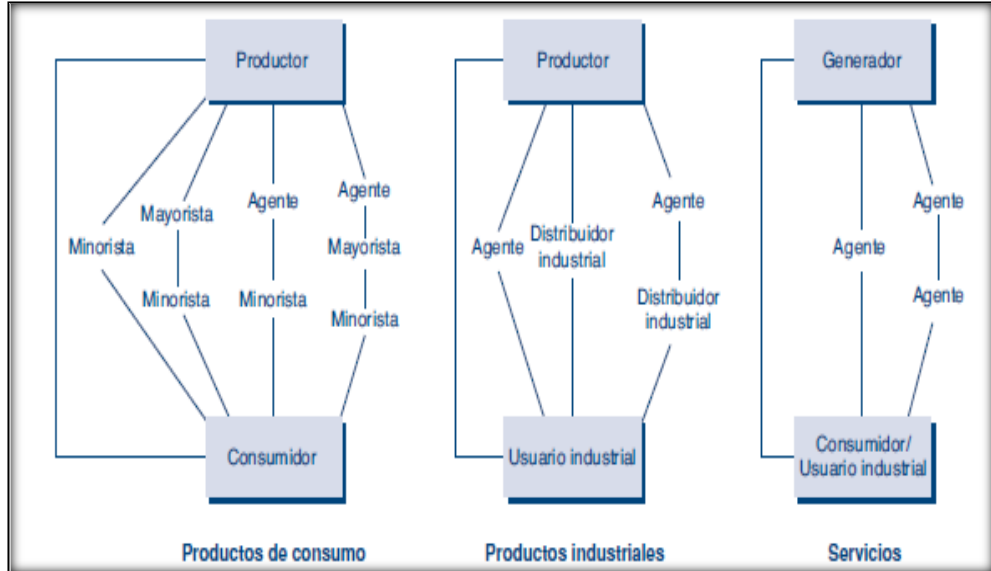 Productor
Minorista
Mayorista
Minorista
Agente
Minorista
Agente
Mayorista
Minorista
Consumidor
Productos de consumo
Productor
Agente
Distribuidor
industrial
Agente
Distribuidor
industrial
Usuario industrial
Productos industriales
Generador
Agente
Agente
Agente
Consumidor/
Usuario industrial
Servicios